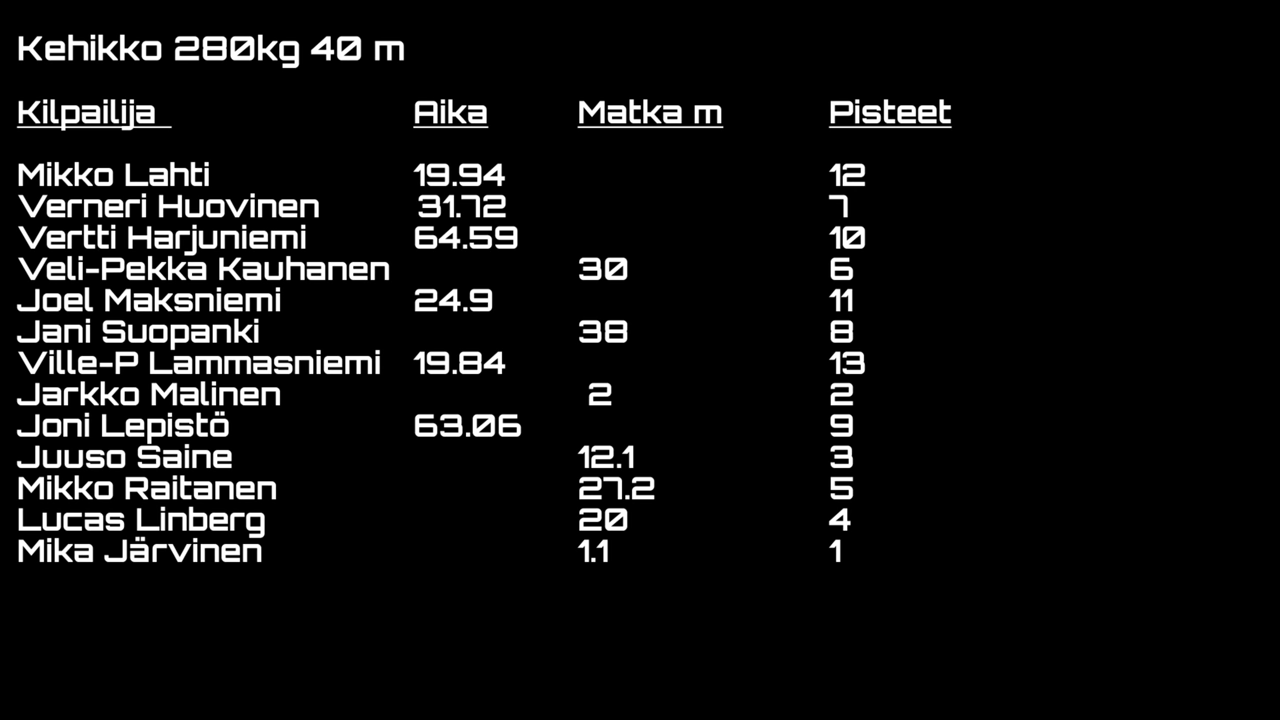 Kehikko 280kg 40 m
Kilpailija Aika Matka m Pisteet
Mikko Lahti 19.94 12
Verneri Huovinen 31.72 7
Vertti Harjuniemi 64.59 10
Veli-Pekka Kauhanen 30 6
Joel Maksniemi 24.9 11
Jani Suopanki 38 8
Ville-P Lammasniemi 19.84 13
Jarkko Malinen 2 2
Joni Lepistö 63.06 9
Juuso Saine 12.1 3
Mikko Raitanen 27.2 5
Lucas Linberg 20 4
Mika Järvinen 1.1 1